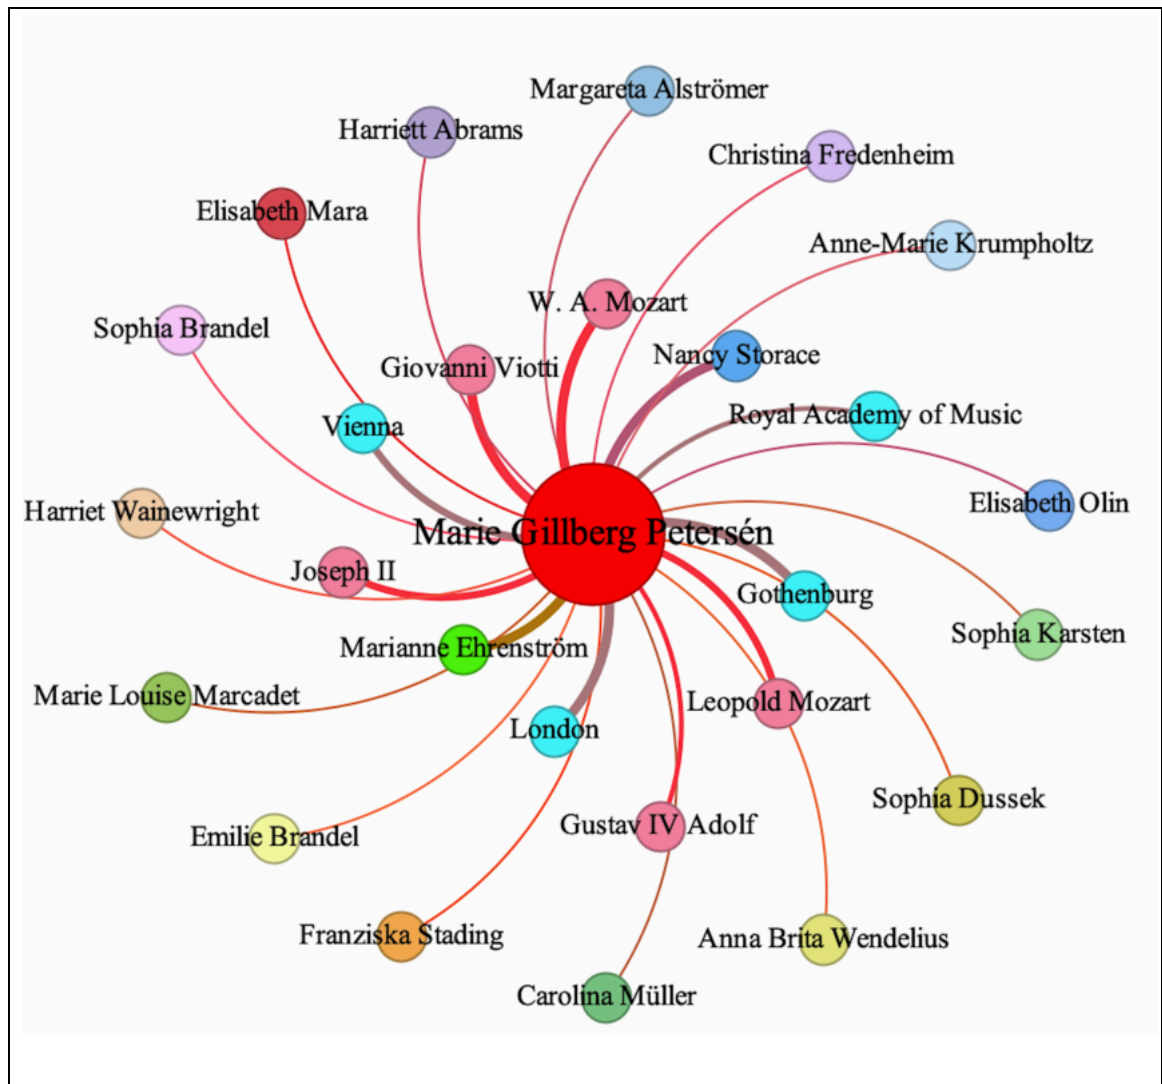 Margareta Alströmer
Harriett Abrams
Christina Fredenheim
Elisabeth Mara
Anne-Marie Krumpholtz
W. A. Mozart
Sophia Brandel
Nancy Storace
Giovanni Viotti
Royal Academy of Music
Vienna
Elisabeth Olin
Harriet Wainewright
Marie Gillberg Petersén
Joseph II
Gothenburg
Sophia Karsten
Marianne Ehrenström
Marie Louise Marcadet
Leopold Mozart
London
Sophia Dussek
Gustav IV Adolf
Emilie Brandel
Franziska Stading
Anna Brita Wendelius
Carolina Müller